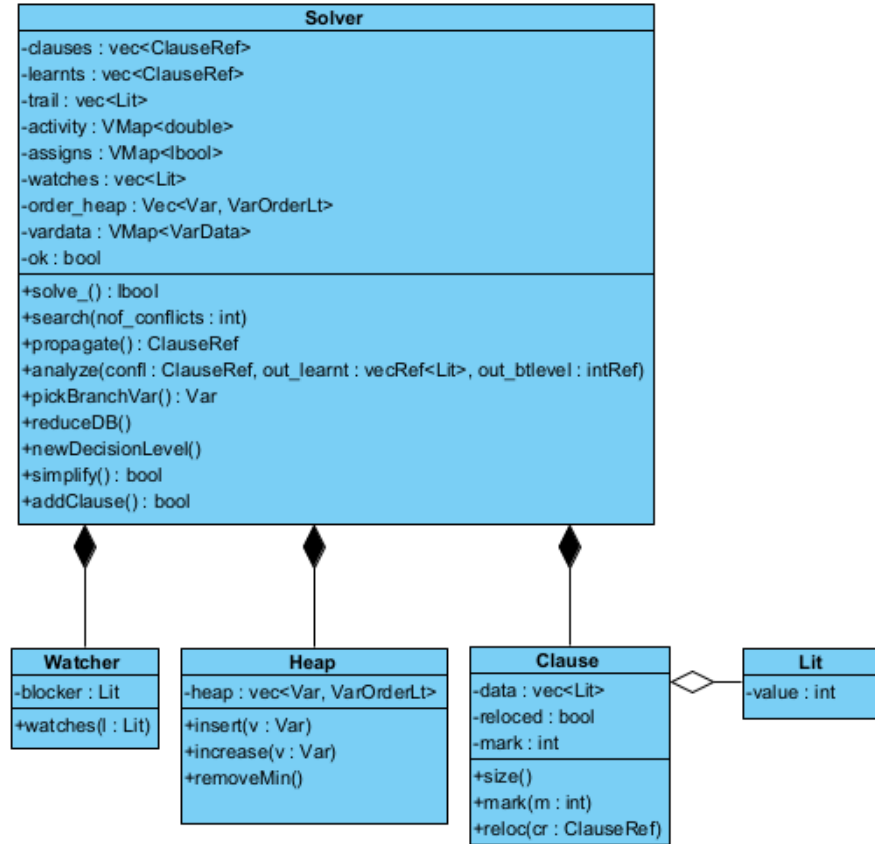 Solver
-clauses : vec<ClauseRef>
-learnts : vec<ClauseRef>
-trail : vec<Lit>
-activity : VMap<double>
-assigns : VMap<lbool>
-watches : vec<Lit>
-order_heap : Vec<Var, VarOrderLt>
-vardata : VMap<VarData>
-ok : bool
+solve_() : lbool
+search(nof_conflicts : int)
+propagate() : ClauseRef
+analyze(confl : ClauseRef, out_learnt : vecRef<Lit>, out_btlevel : intRef)
+pickBranchVar() : Var
+reduceDB()
+newDecisionLevel()
+simplify() : bool
+addClause() : bool
Watcher
-blocker : Lit
+watches(l : Lit)
Heap
-heap : vec<Var, VarOrderLt>
+insert(v : Var)
+increase(v : Var)
+removeMin()
Clause
-data : vec<Lit>
-reloced : bool
-mark : int
+size()
+mark(m : int)
+reloc(cr : ClauseRef)
Lit
-value : int